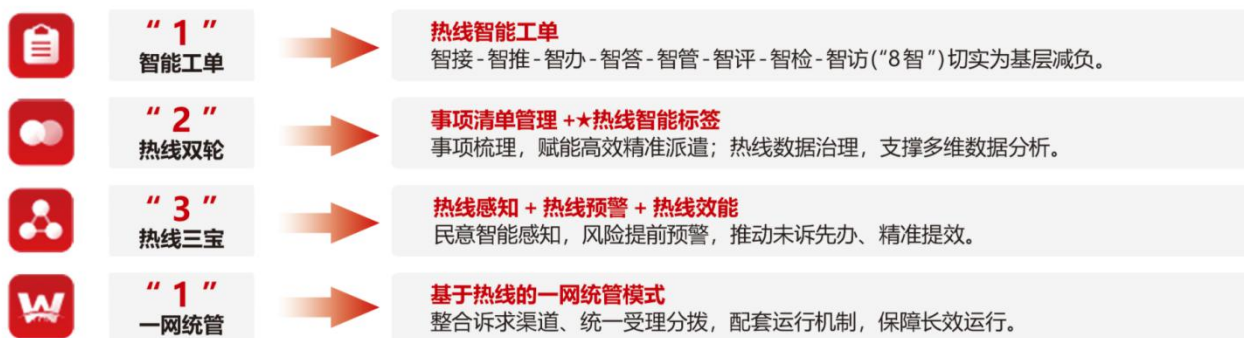 “1”
智能工单
热线智能工单
智接-智推-智办-智答-智管-智评-智检-智访(“8智”)切实为基层减负。
“2”
热线双轮
事项清单管理 +★热线智能标签
事项梳理，赋能高效精准派遣；热线数据治理，支撑多维数据分析。
“3”
热线三宝
热线感知 + 热线预警 + 热线效能
民意智能感知，风险提前预警，推动未诉先办、精准提效。
“1”
一网统管
基于热线的一网统管模式
整合诉求渠道、统一受理分拨，配套运行机制，保障长效运行。